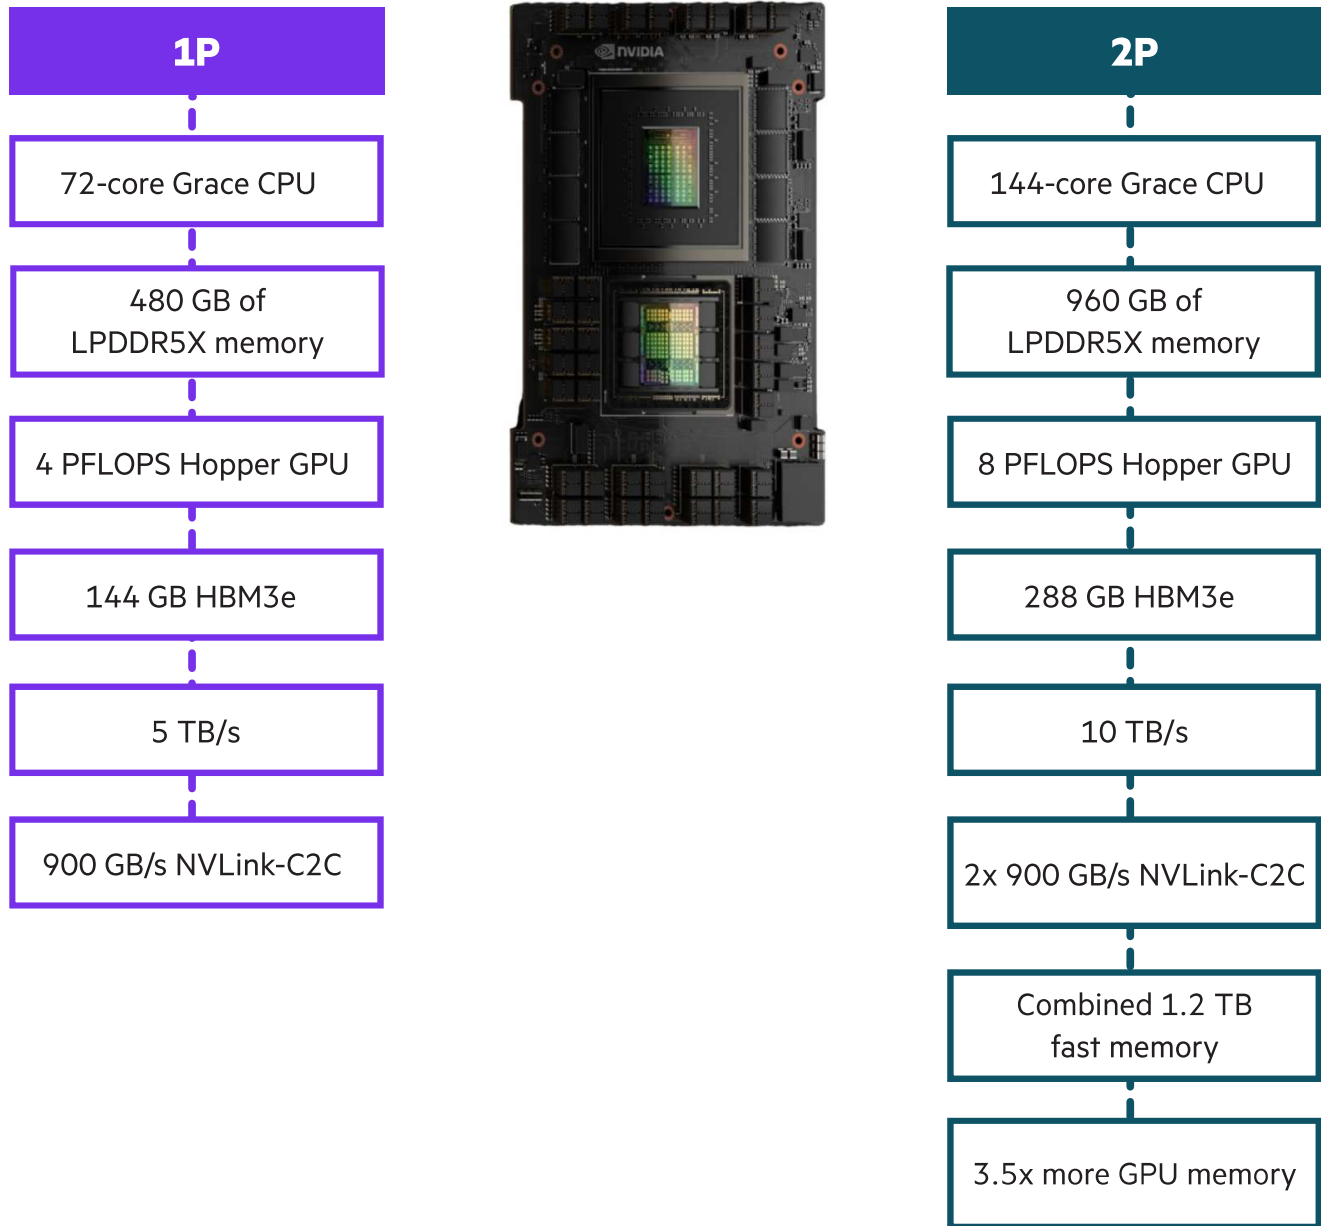 1P
72-core Grace CPU
480 GB of
LPDDR5X memory
4 PFLOPS Hopper GPU
144 GB HBM3e
5 TB/s
900 GB/s NVLink-C2C
NVIDIA
2P
144-core Grace CPU
960 GB of
LPDDR5X memory
8 PFLOPS Hopper GPU
288 GB HBM3e
10 TB/s
2x 900 GB/s NVLink-C2C
Combined 1.2 TB
fast memory
3.5x more GPU memory